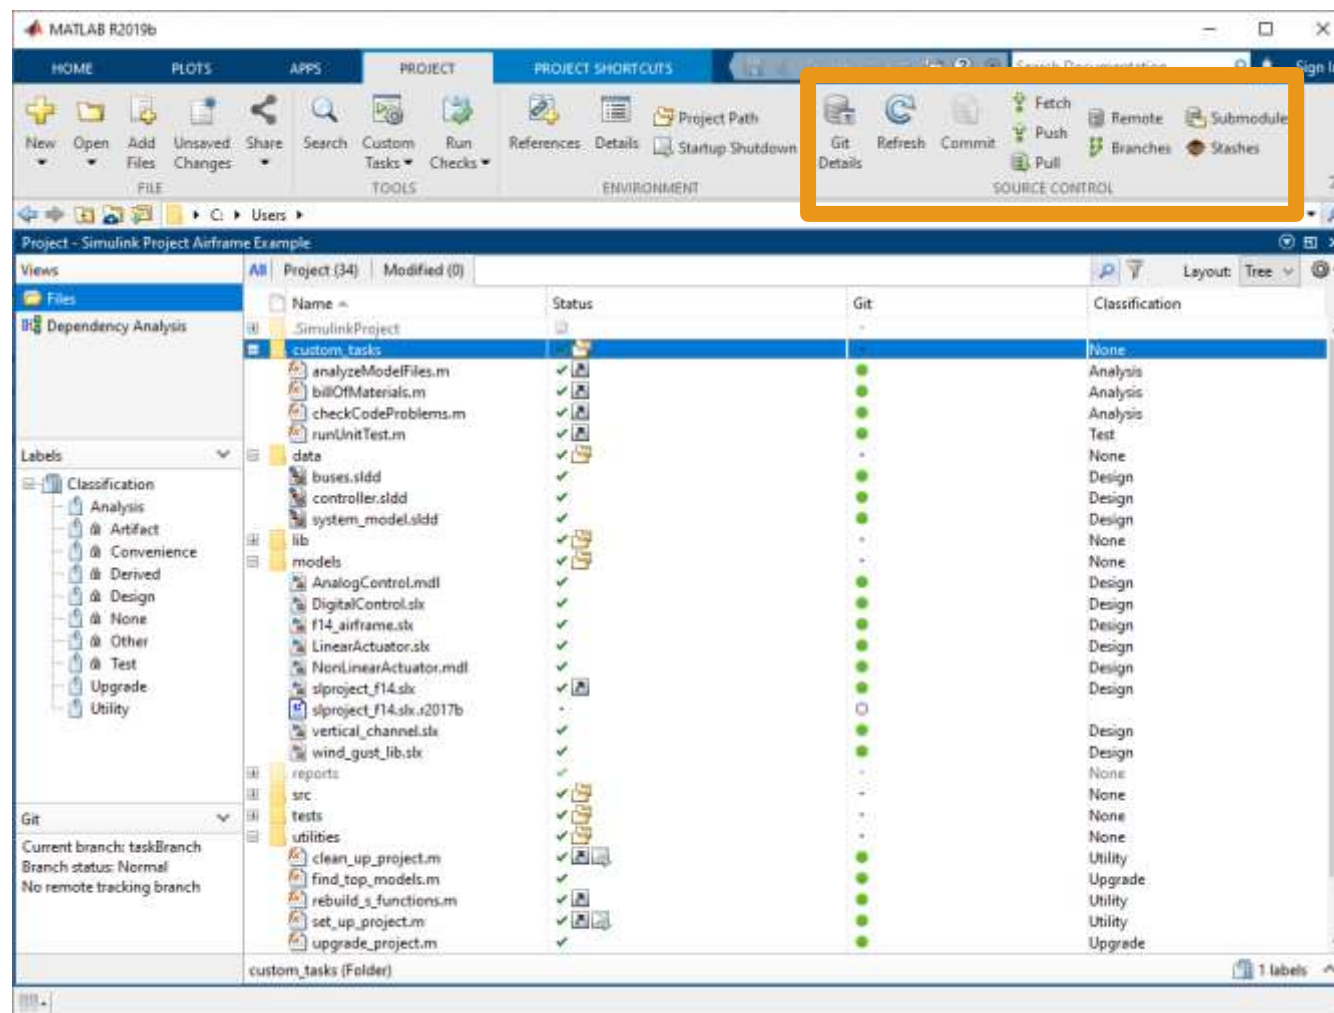 MATLAB R2019b
HOME PLOTS APPS PROJECT PROJECT SHORTCUTS Search Documentation Sign In
New Open Add Files Unsaved Changes Share Search Custom Tasks Run Checks References Details Project Path Startup Shutdown Git Details Refresh Commit Fetch Push Pull Remote Branches Submodule Stashes
FILE TOOLS ENVIRONMENT SOURCE CONTROL
C: Users
Project - Simulink Project Airframe Example
Views All Project (34) Modified (0) Layout: Tree
Files Name Status Git Classification
Dependency Analysis .SimulinkProject
custom_tasks None
analyzeModelFiles.m Analysis
billOfMaterials.m Analysis
checkCodeProblems.m Analysis
runUnitTest.m Test
Labels data None
Classification buses.sldd Design
Analysis controller.sldd Design
Artifact system_model.sldd Design
Convenience lib None
Derived models None
Design AnalogControl.mdl Design
None DigitalControl.slx Design
Other f14_airframe.slx Design
Test LinearActuator.slx Design
Upgrade NonLinearActuator.mdl Design
Utility slproject_f14.slx Design
slproject_f14.slx.r2017b
vertical_channel.slx Design
wind_gust_lib.slx Design
reports None
src None
Git tests None
Current branch: taskBranch utilities None
Branch status: Normal clean_up_project.m Utility
No remote tracking branch find_top_models.m Upgrade
rebuild_s_functions.m Utility
set_up_project.m Utility
upgrade_project.m Upgrade
custom_tasks (Folder) 1 labels